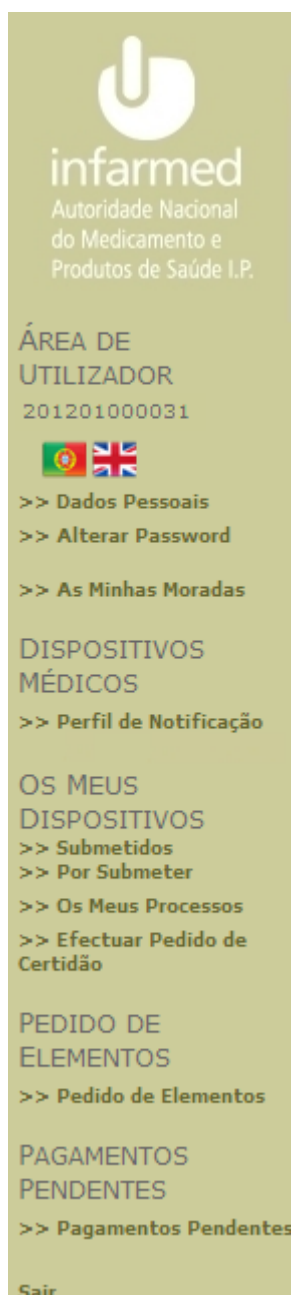 infarmed
Autoridade Nacional
do Medicamento e
Produtos de Saúde I.P.
ÁREA DE
UTILIZADOR
201201000031
>> Dados Pessoais
>> Alterar Password
>> As Minhas Moradas
DISPOSITIVOS
MÉDICOS
>> Perfil de Notificação
OS MEUS
DISPOSITIVOS
>> Submetidos
>> Por Submeter
>> Os Meus Processos
>> Efectuar Pedido de
Certidão
PEDIDO DE
ELEMENTOS
>> Pedido de Elementos
PAGAMENTOS
PENDENTES
>> Pagamentos Pendentes
Sair